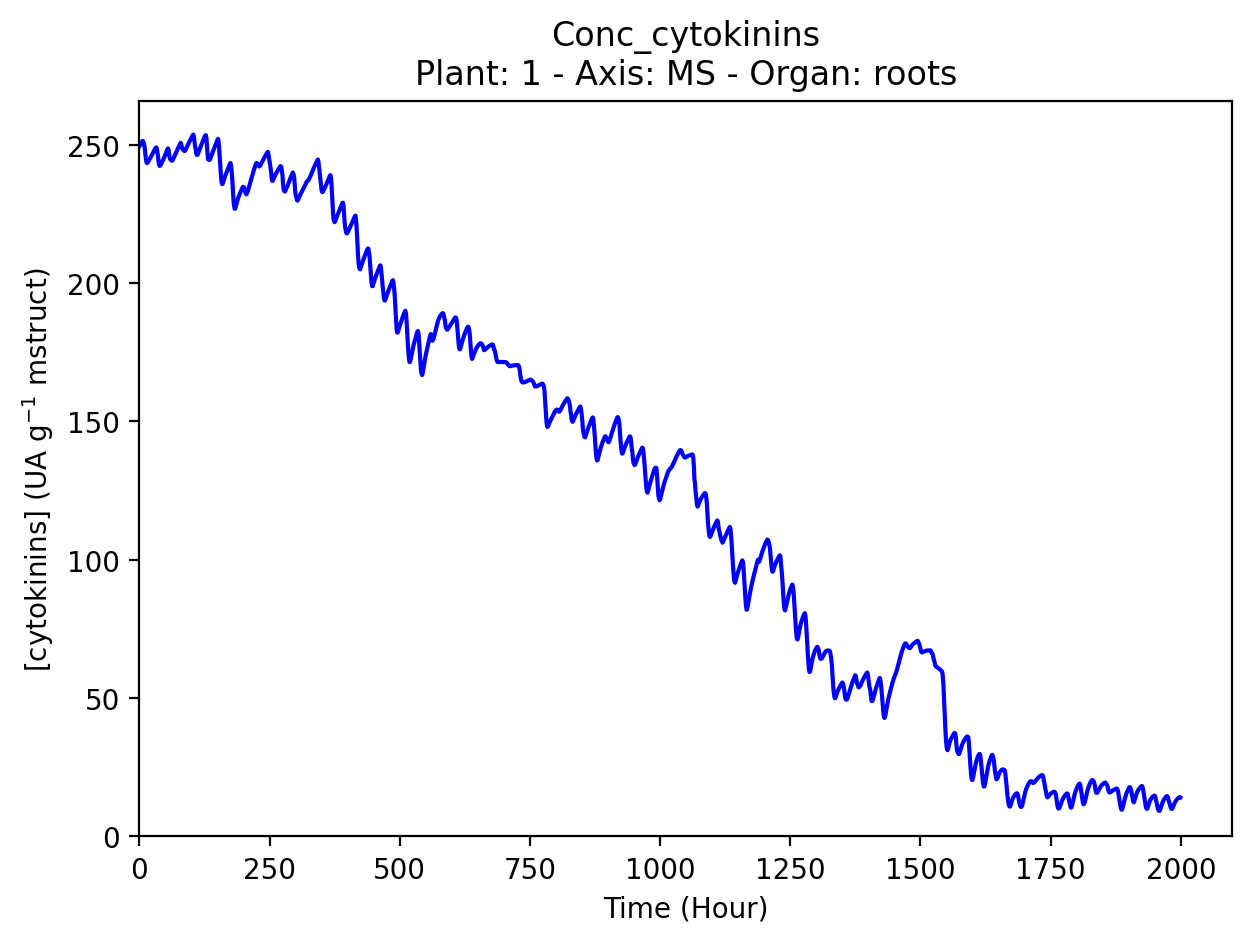 Conc_cytokinins
Plant: 1 - Axis: MS - Organ: roots
[cytokinins] (UA g⁻¹ mstruct)
250
200
150
100
50
0
0 250 500 750 1000 1250 1500 1750 2000
Time (Hour)